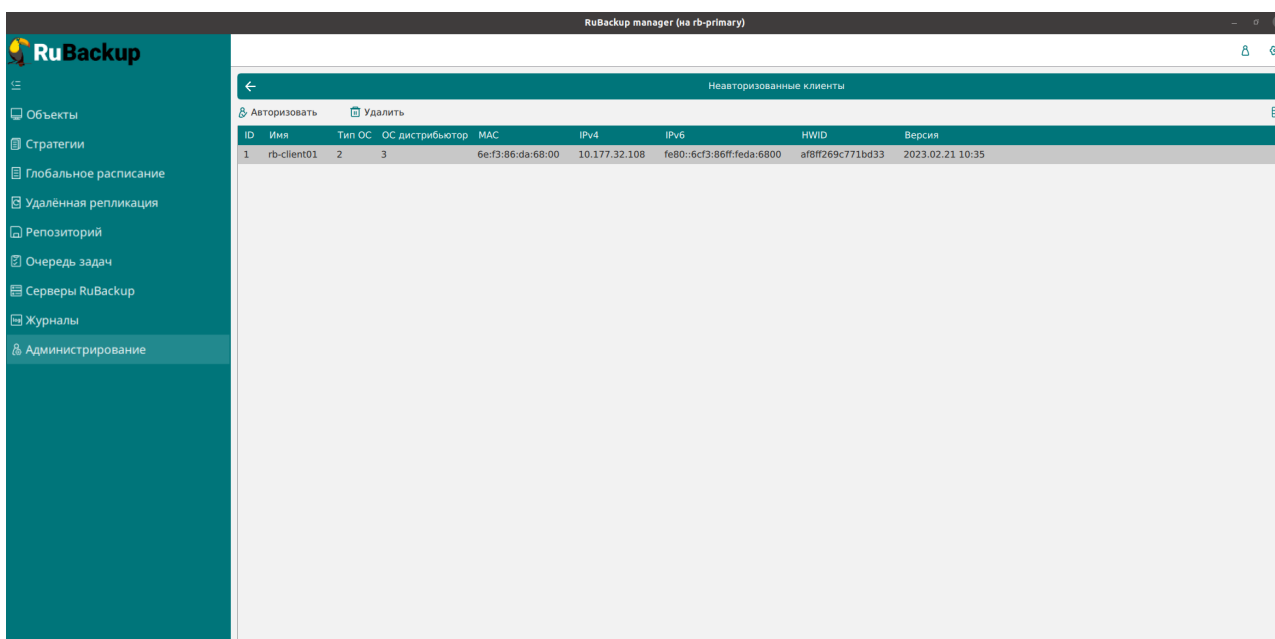 RuBackup manager (на rb-primary)
RuBackup
Неавторизованные клиенты
Объекты
Стратегии
Глобальное расписание
Удалённая репликация
Репозиторий
Очередь задач
Серверы RuBackup
Журналы
Администрирование
Авторизовать Удалить
ID Имя Тип ОС ОС дистрибьютор MAC IPv4 IPv6 HWID Версия
1 rb-client01 2 3 6e:f3:86:da:68:00 10.177.32.108 fe80::6cf3:86ff:feda:6800 af8ff269c771bd33 2023.02.21 10:35